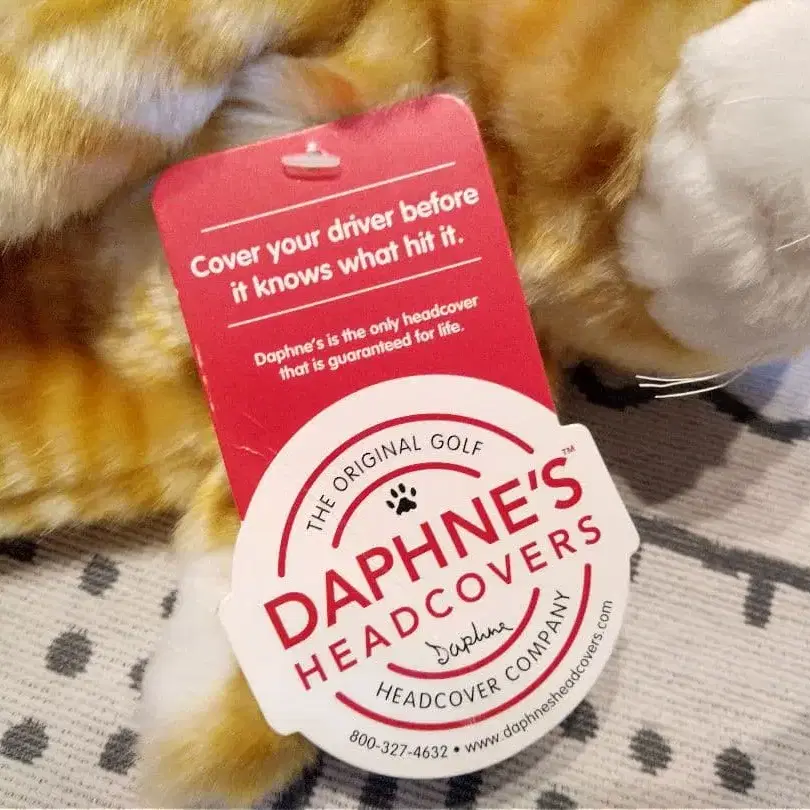 Cover your driver before
it knows what hit it.
Daphne's is the only headcover
that is guaranteed for life.
THE ORIGINAL GOLF
DAPHNE'S™
HEADCOVERS
Daphne
HEADCOVER COMPANY
800-327-4632 • www.daphnesheadcovers.com